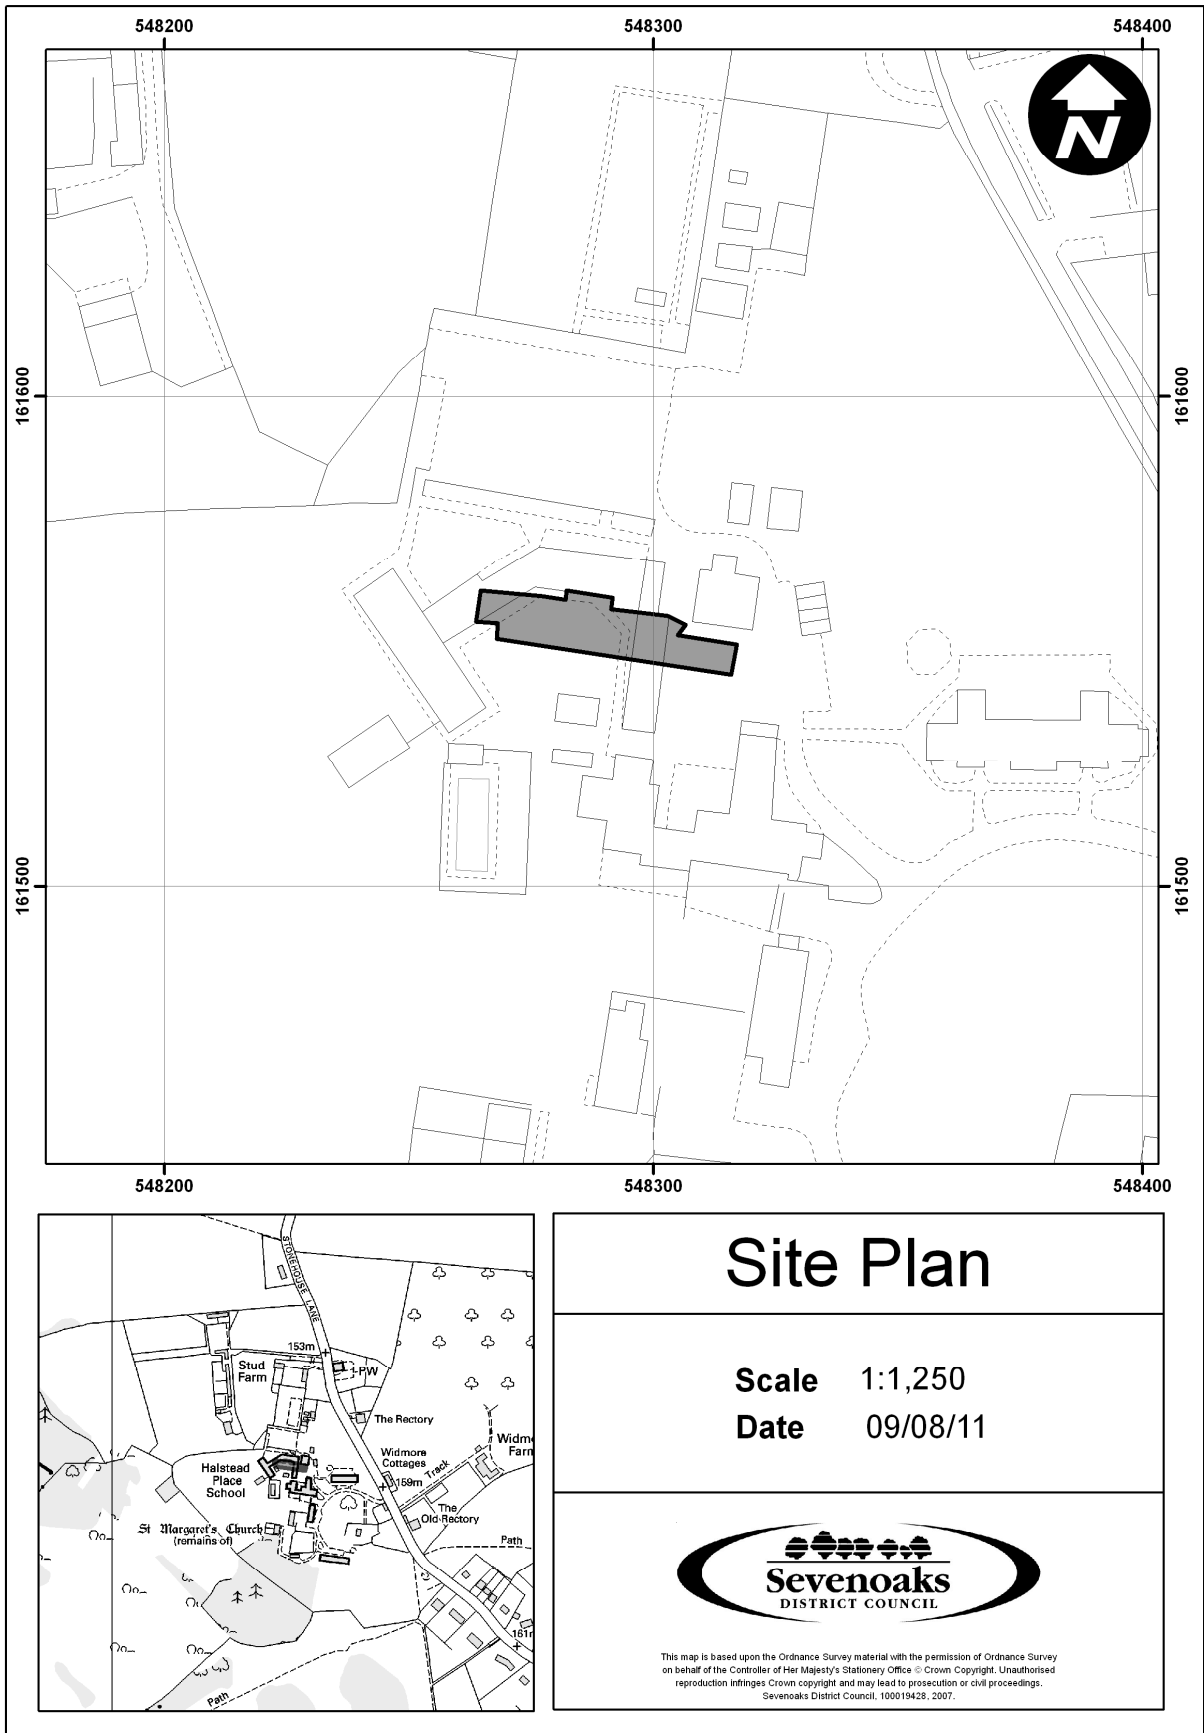 548200
548300
548400
N
161600
161600
161500
161500
548200
548300
548400
STONEHOUSE LANE
153m
PW
Stud
Farm
The Rectory
Widmore
Cottages
Widmo
Farm
159m
Track
Halstead
Place
School
The
Old Rectory
St Margaret's Church
(remains of)
Path
161m
Path
Site Plan
Scale 1:1,250
Date 09/08/11
Sevenoaks
DISTRICT COUNCIL
This map is based upon the Ordnance Survey material with the permission of Ordnance Survey
on behalf of the Controller of Her Majesty's Stationery Office © Crown Copyright. Unauthorised
reproduction infringes Crown copyright and may lead to prosecution or civil proceedings.
Sevenoaks District Council, 100019428, 2007.